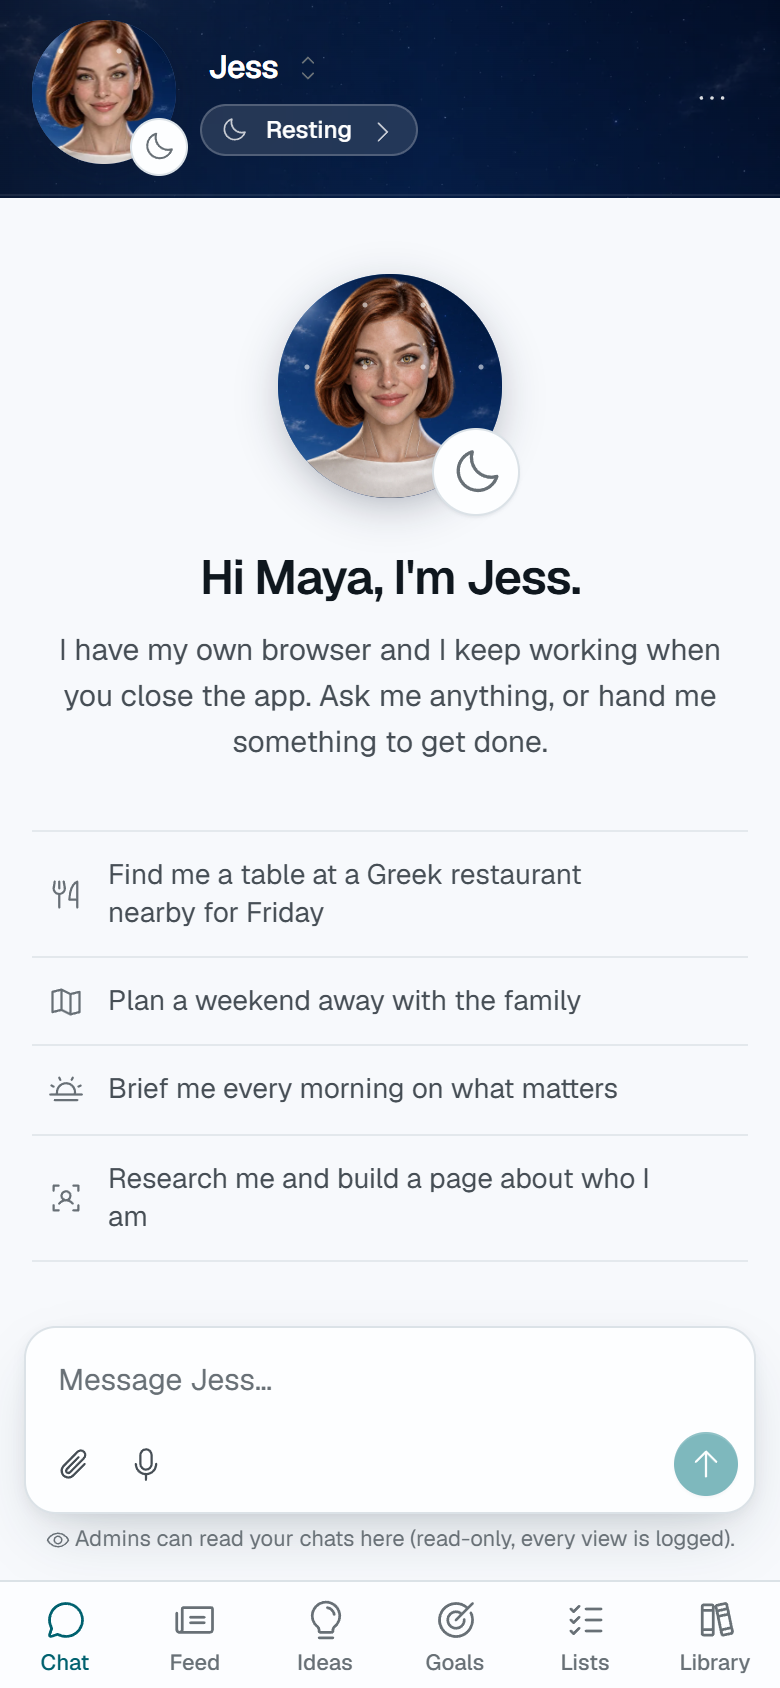 Jess
Resting
Hi Maya, I'm Jess.
I have my own browser and I keep working when
you close the app. Ask me anything, or hand me
something to get done.
Find me a table at a Greek restaurant
nearby for Friday
Plan a weekend away with the family
Brief me every morning on what matters
Research me and build a page about who I
am
Message Jess...
Admins can read your chats here (read-only, every view is logged).
Chat
Feed
Ideas
Goals
Lists
Library